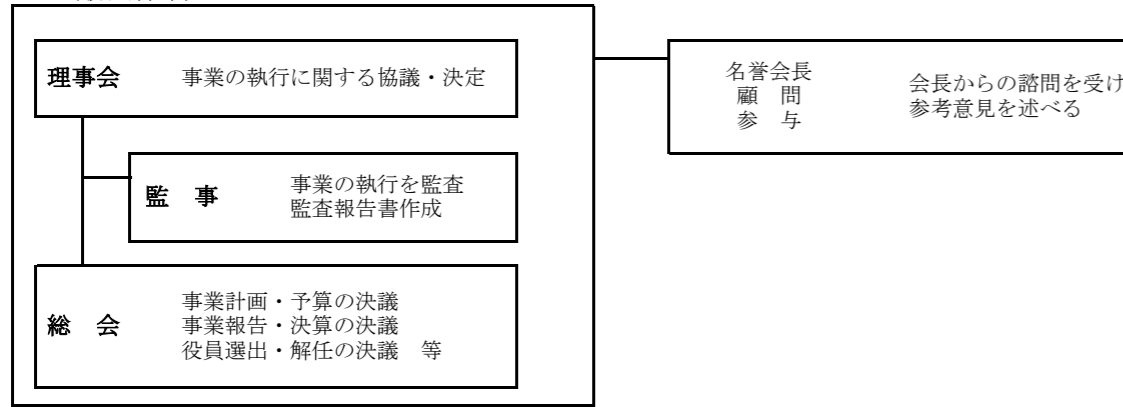 理事会　事業の執行に関する協議・決定
監　事　事業の執行を監査
監査報告書作成
総　会　事業計画・予算の決議
事業報告・決算の決議
役員選出・解任の決議　等
名誉会長
顧　問
参　与
会長からの諮問を受け
参考意見を述べる